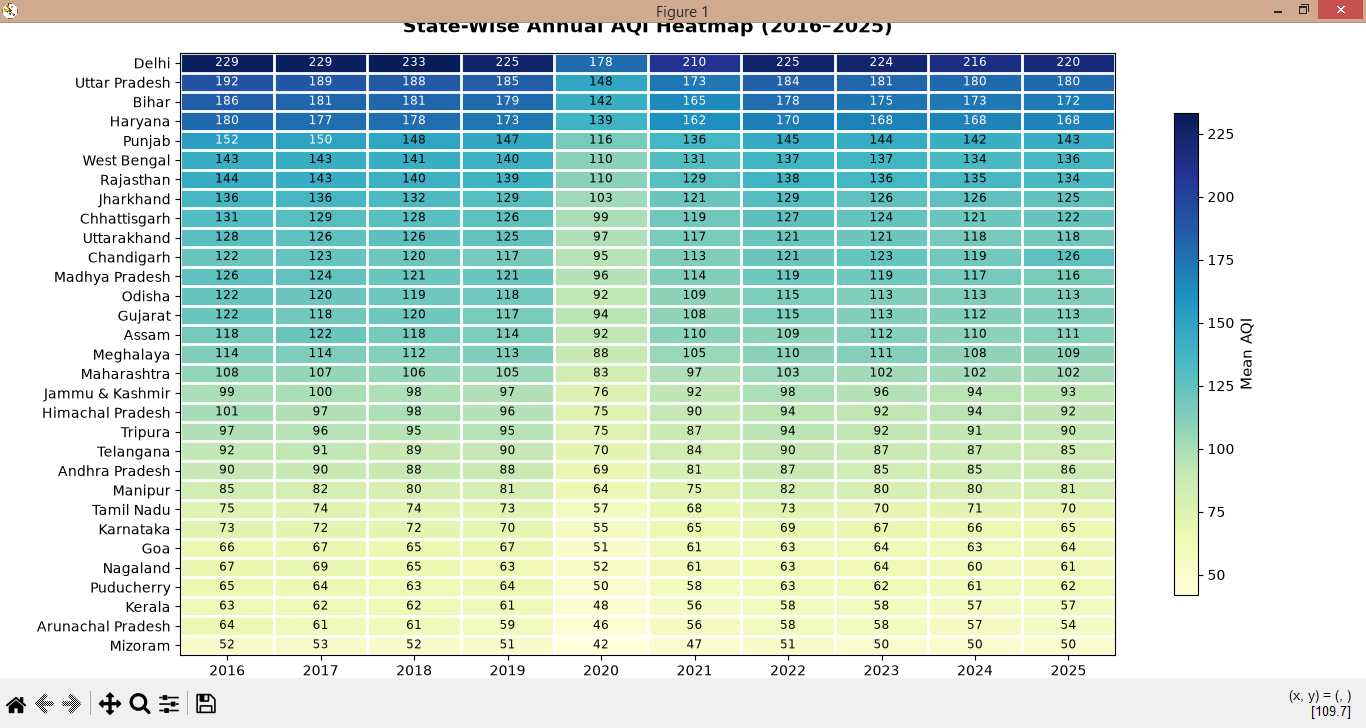 Figure 1
State-Wise Annual AQI Heatmap (2016–2025)
Delhi 229 229 233 225 178 210 225 224 216 220
Uttar Pradesh 192 189 188 185 148 173 184 181 180 180
Bihar 186 181 181 179 142 165 178 175 173 172
Haryana 180 177 178 173 139 162 170 168 168 168
Punjab 152 150 148 147 116 136 145 144 142 143
West Bengal 143 143 141 140 110 131 137 137 134 136
Rajasthan 144 143 140 139 110 129 138 136 135 134
Jharkhand 136 136 132 129 103 121 129 126 126 125
Chhattisgarh 131 129 128 126 99 119 127 124 121 122
Uttarakhand 128 126 126 125 97 117 121 121 118 118
Chandigarh 122 123 120 117 95 113 121 123 119 126
Madhya Pradesh 126 124 121 121 96 114 119 119 117 116
Odisha 122 120 119 118 92 109 115 113 113 113
Gujarat 122 118 120 117 94 108 115 113 112 113
Assam 118 122 118 114 92 110 109 112 110 111
Meghalaya 114 114 112 113 88 105 110 111 108 109
Maharashtra 108 107 106 105 83 97 103 102 102 102
Jammu & Kashmir 99 100 98 97 76 92 98 96 94 93
Himachal Pradesh 101 97 98 96 75 90 94 92 94 92
Tripura 97 96 95 95 75 87 94 92 91 90
Telangana 92 91 89 90 70 84 90 87 87 85
Andhra Pradesh 90 90 88 88 69 81 87 85 85 86
Manipur 85 82 80 81 64 75 82 80 80 81
Tamil Nadu 75 74 74 73 57 68 73 70 71 70
Karnataka 73 72 72 70 55 65 69 67 66 65
Goa 66 67 65 67 51 61 63 64 63 64
Nagaland 67 69 65 63 52 61 63 64 60 61
Puducherry 65 64 63 64 50 58 63 62 61 62
Kerala 63 62 62 61 48 56 58 58 57 57
Arunachal Pradesh 64 61 61 59 46 56 58 58 57 54
Mizoram 52 53 52 51 42 47 51 50 50 50
2016 2017 2018 2019 2020 2021 2022 2023 2024 2025
225
200
175
150
125
100
75
50
Mean AQI
(x, y) = (, )
[109.7]